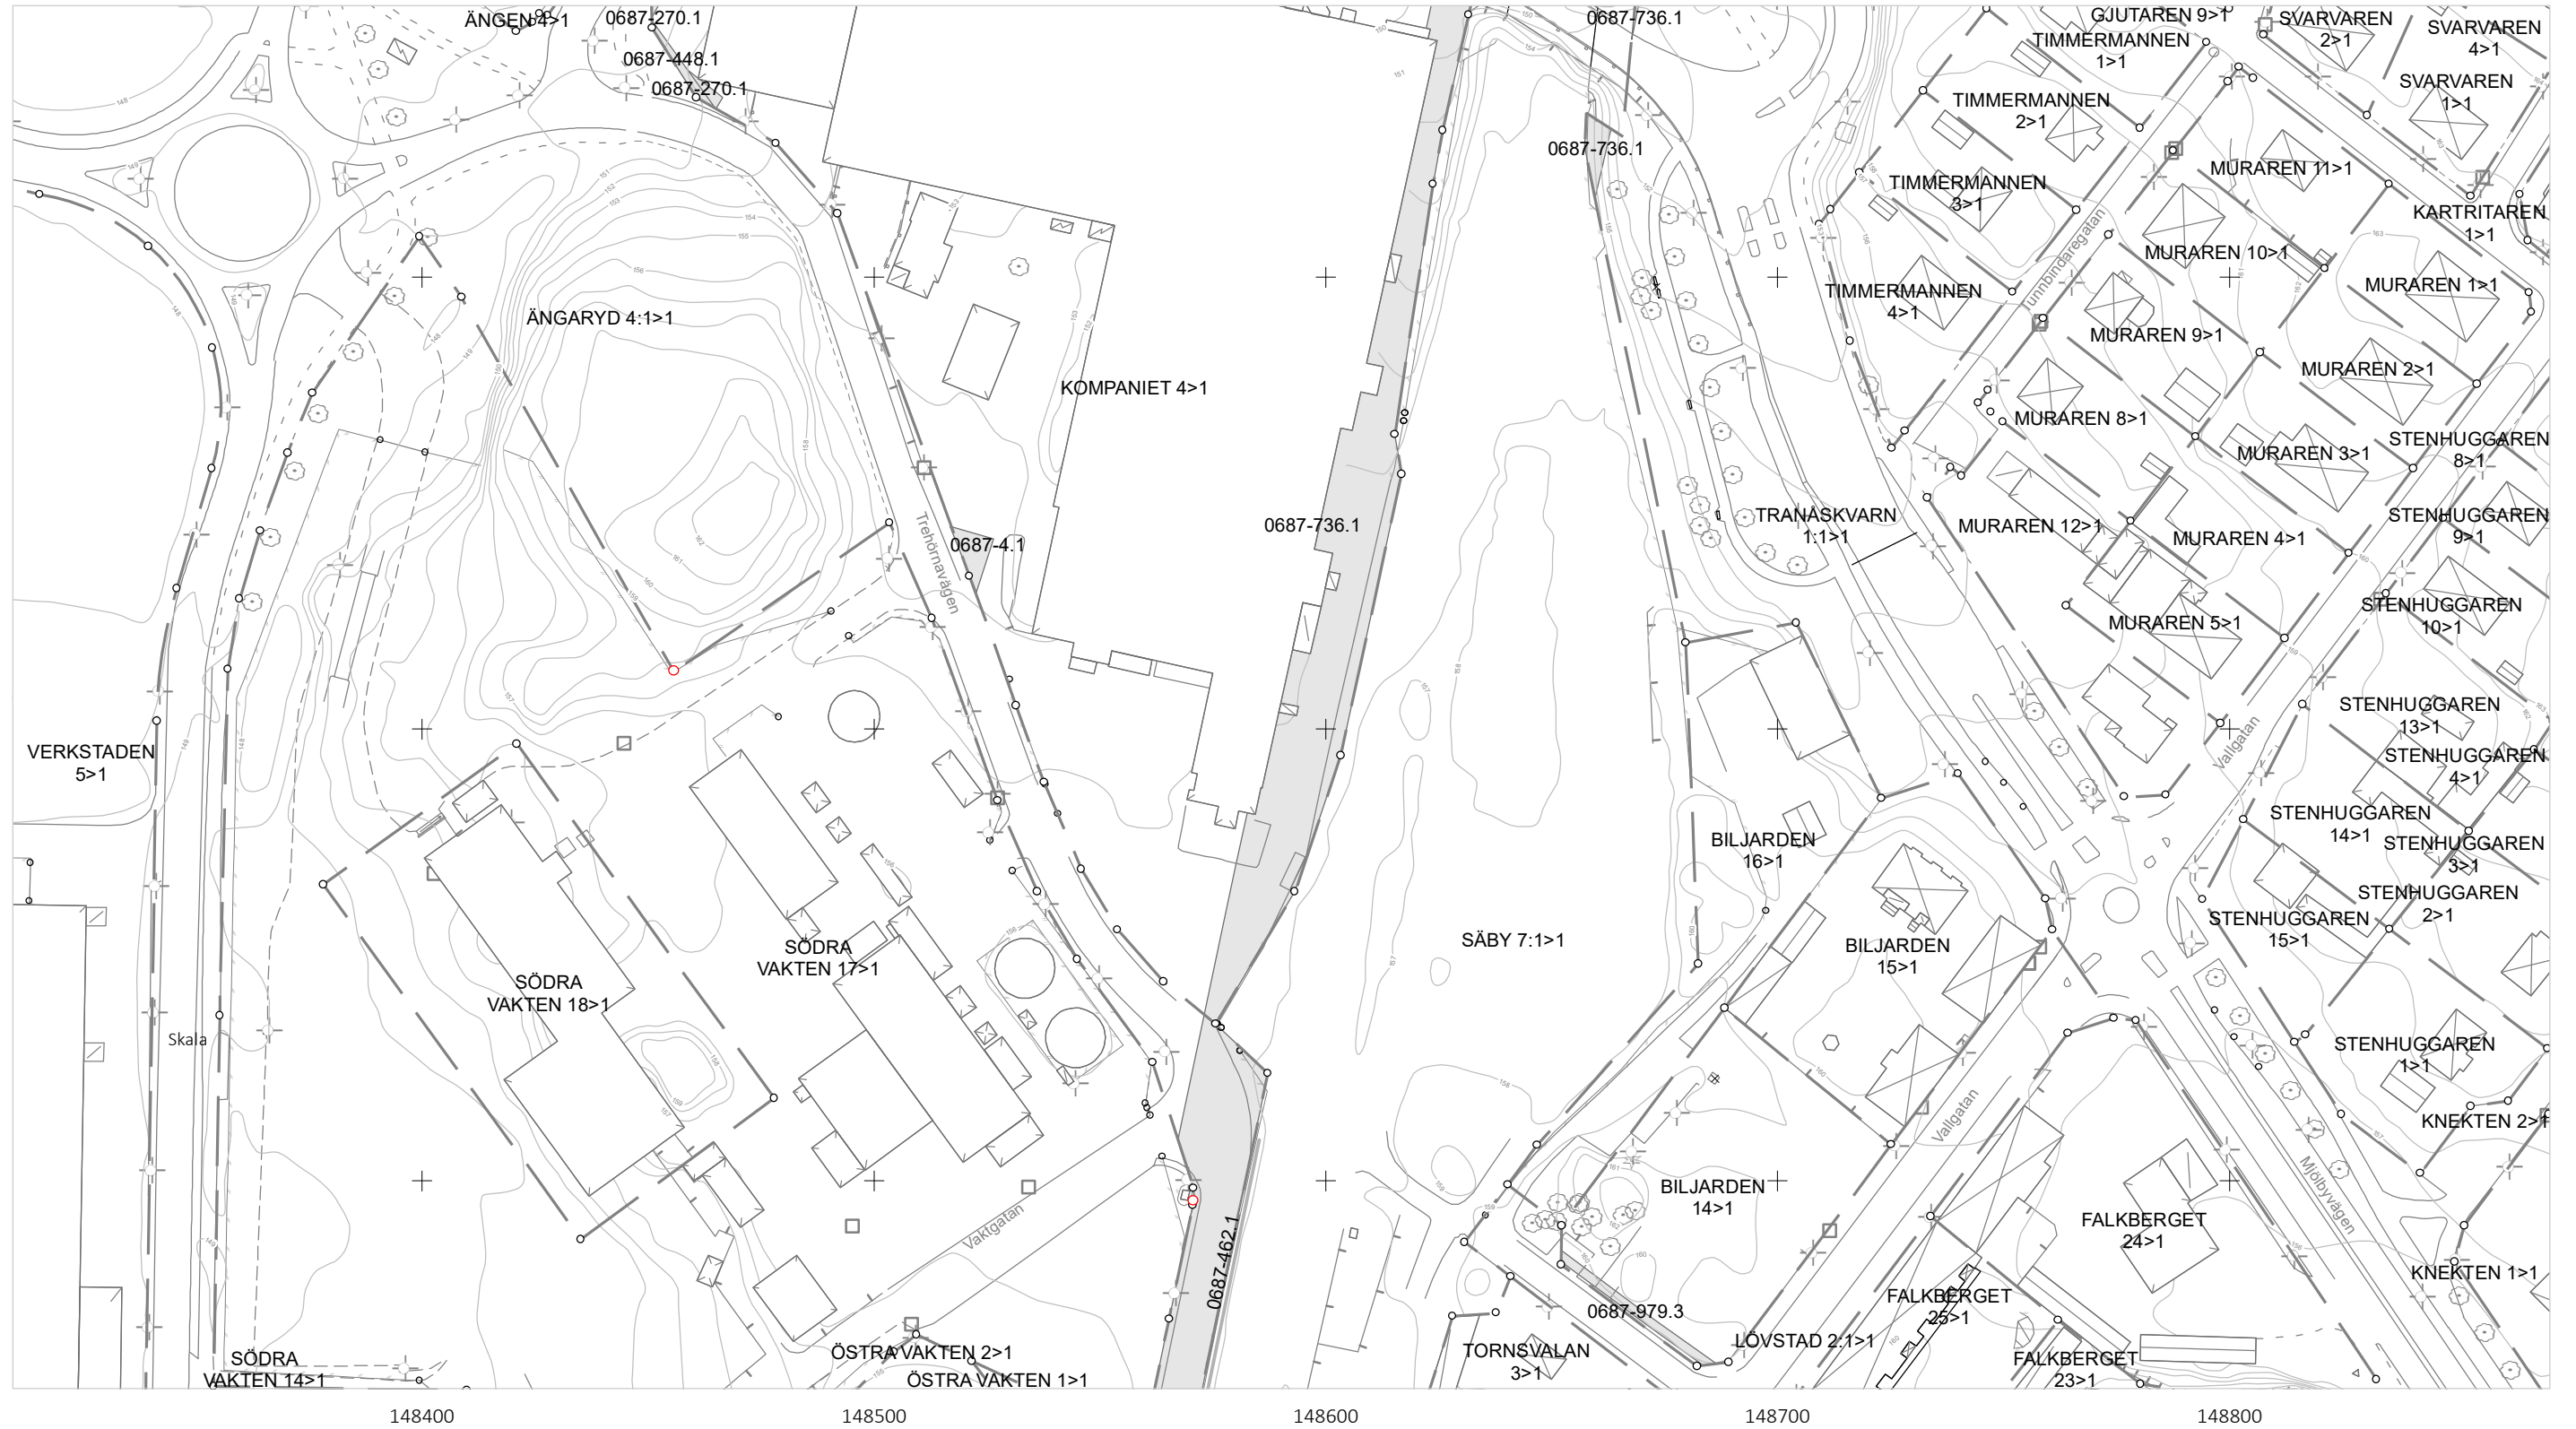 ÄNGEN 4>1
0687-270.1
0687-448.1
0687-270.1
0687-736.1
0687-736.1
GJUTAREN 9>1
TIMMERMANNEN
1>1
SVARVAREN
2>1
SVARVAREN
4>1
SVARVAREN
1>1
TIMMERMANNEN
2>1
MURAREN 11>1
TIMMERMANNEN
3>1
KARTRITAREN
1>1
Tunnbindaregatan
MURAREN 10>1
TIMMERMANNEN
4>1
MURAREN 1>1
MURAREN 9>1
MURAREN 2>1
ÄNGARYD 4:1>1
KOMPANIET 4>1
MURAREN 8>1
MURAREN 3>1
STENHUGGAREN
8>1
0687-736.1
TRANÅSKVARN
1:1>1
MURAREN 12>1
MURAREN 4>1
STENHUGGAREN
9>1
Trehörnavägen
0687-4.1
MURAREN 5>1
STENHUGGAREN
10>1
VERKSTADEN
5>1
Vallgatan
STENHUGGAREN
13>1
STENHUGGAREN
4>1
STENHUGGAREN
14>1
STENHUGGAREN
3>1
BILJARDEN
16>1
STENHUGGAREN
2>1
STENHUGGAREN
15>1
SÖDRA
VAKTEN 17>1
SÄBY 7:1>1
BILJARDEN
15>1
SÖDRA
VAKTEN 18>1
Skala
STENHUGGAREN
1>1
Vallgatan
KNEKTEN 2>1
Mjölbyvägen
BILJARDEN
14>1
FALKBERGET
24>1
Vaktgatan
0687-462.1
KNEKTEN 1>1
FALKBERGET
25>1
0687-979.3
LÖVSTAD 2:1>1
TORNSVALAN
3>1
FALKBERGET
23>1
ÖSTRA VAKTEN 2>1
ÖSTRA VAKTEN 1>1
SÖDRA
VAKTEN 14>1
148400
148500
148600
148700
148800